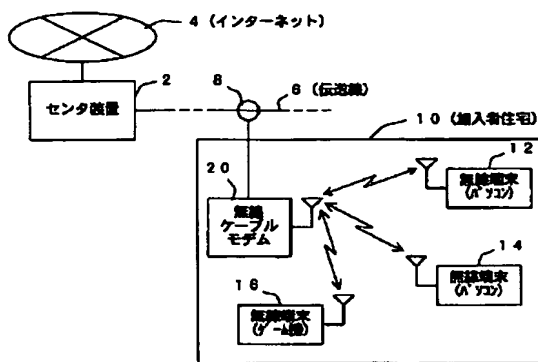 4 (インターネット)
2
8
6 (伝送線)
センタ装置
10 (加入者住宅)
12
20
無線端末
(パソコン)
無線
ケーブル
モデム
14
無線端末
(パソコン)
16
無線端末
(ゲーム機)